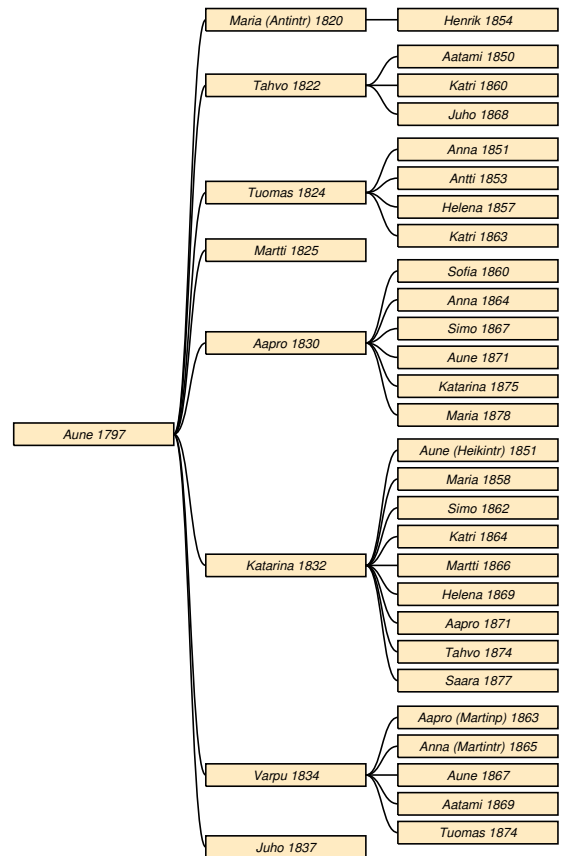 Aune 1797
Maria (Antintr) 1820
Henrik 1854
Tahvo 1822
Aatami 1850
Katri 1860
Juho 1868
Tuomas 1824
Anna 1851
Antti 1853
Helena 1857
Katri 1863
Martti 1825
Aapro 1830
Sofia 1860
Anna 1864
Simo 1867
Aune 1871
Katarina 1875
Maria 1878
Katarina 1832
Aune (Heikintr) 1851
Maria 1858
Simo 1862
Katri 1864
Martti 1866
Helena 1869
Aapro 1871
Tahvo 1874
Saara 1877
Varpu 1834
Aapro (Martinp) 1863
Anna (Martintr) 1865
Aune 1867
Aatami 1869
Tuomas 1874
Juho 1837